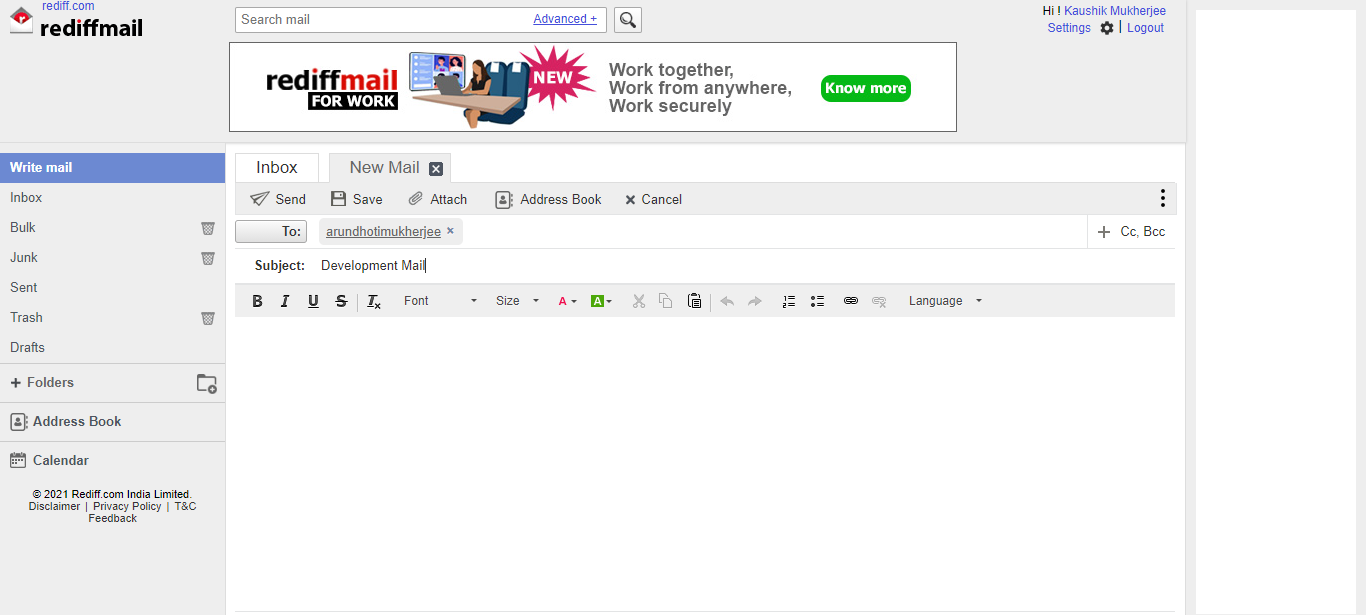 rediff.com
rediffmail
Search mail Advanced +
Hi ! Kaushik Mukherjee
Settings | Logout
rediffmail
FOR WORK
NEW
Work together,
Work from anywhere,
Work securely
Know more
Write mail
Inbox
Bulk
Junk
Sent
Trash
Drafts
+ Folders
Address Book
Calendar
© 2021 Rediff.com India Limited.
Disclaimer | Privacy Policy | T&C
Feedback
Inbox New Mail
Send Save Attach Address Book × Cancel
To: arundhotimukherjee × + Cc, Bcc
Subject: Development Mail
B I U S Tx Font Size A A Language